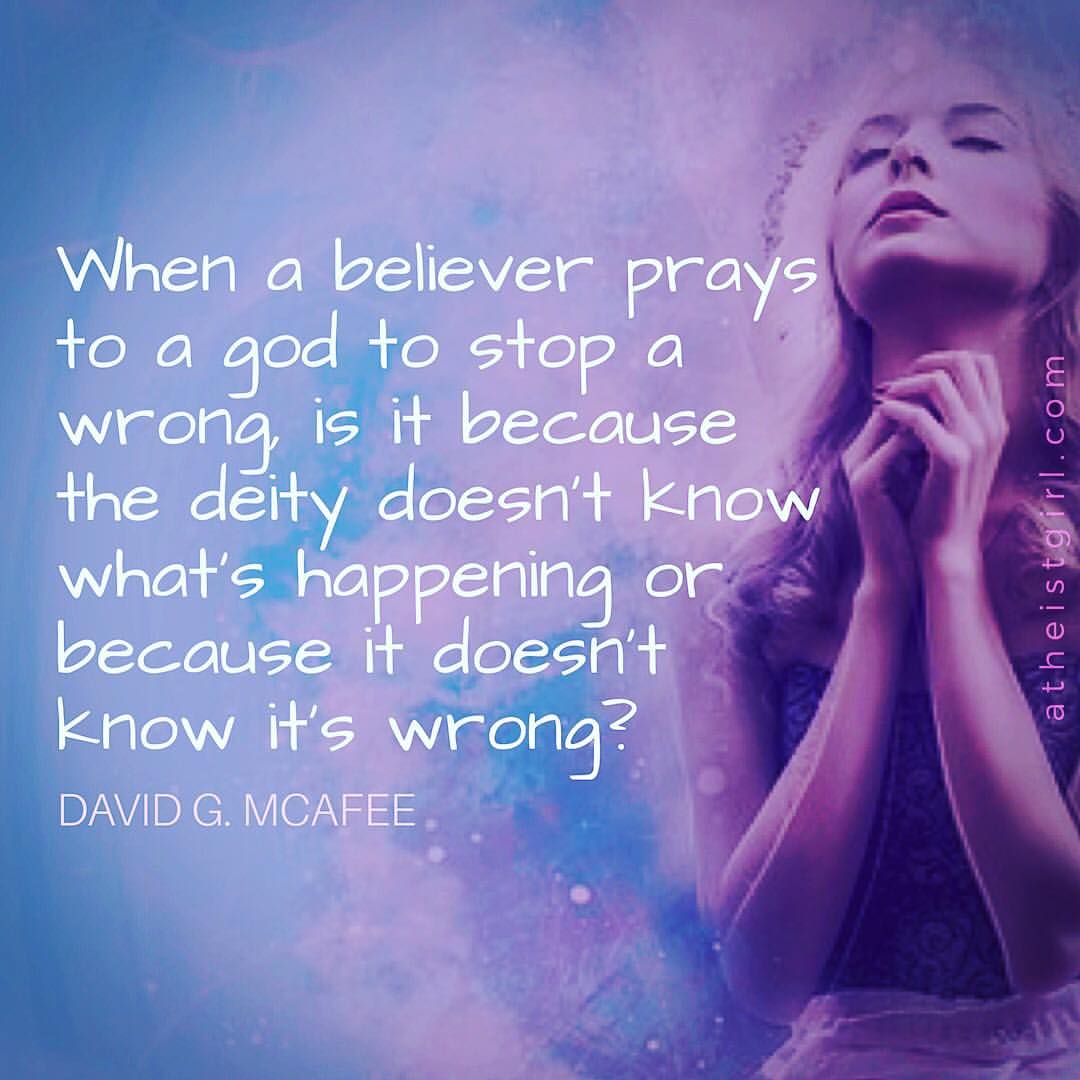 When a believer prays
to a god to stop a
wrong, is it because
the deity doesn't know
what's happening or
because it doesn't
know it's wrong?
DAVID G. MCAFEE
atheistgirl.com